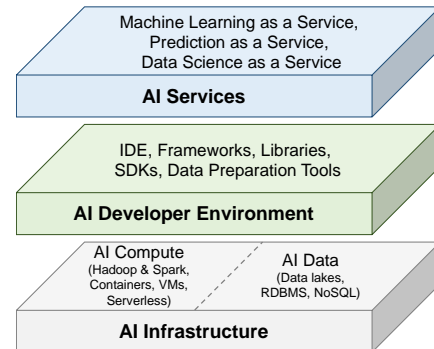 Machine Learning as a Service,
Prediction as a Service,
Data Science as a Service
AI Services
IDE, Frameworks, Libraries,
SDKs, Data Preparation Tools
AI Developer Environment
AI Compute
(Hadoop & Spark,
Containers, VMs,
Serverless)
AI Data
(Data lakes,
RDBMS, NoSQL)
AI Infrastructure